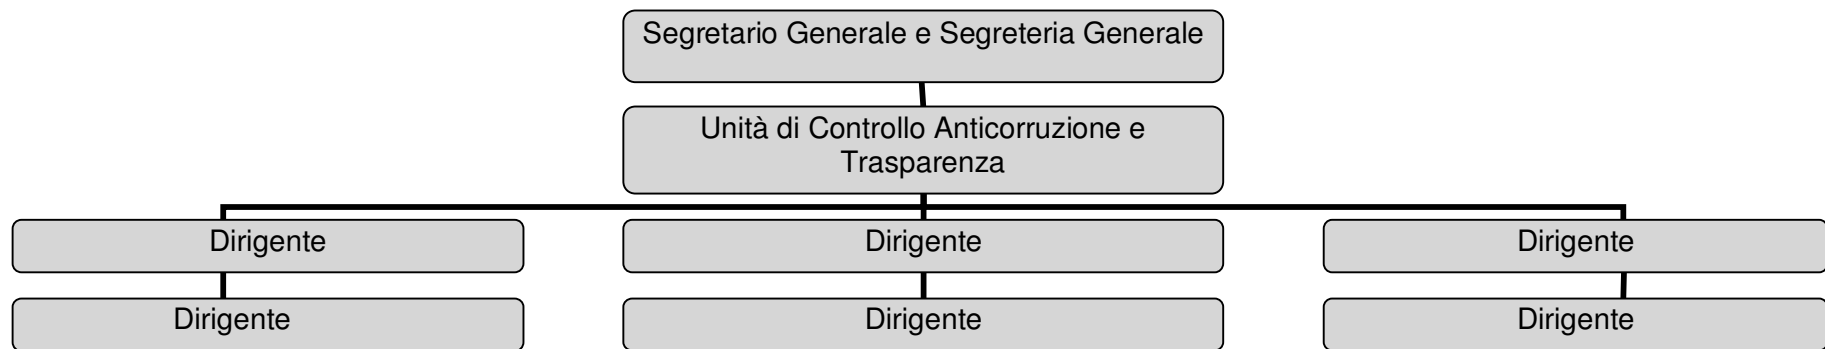 Segretario Generale e Segreteria Generale
Unità di Controllo Anticorruzione e
Trasparenza
Dirigente
Dirigente
Dirigente
Dirigente
Dirigente
Dirigente